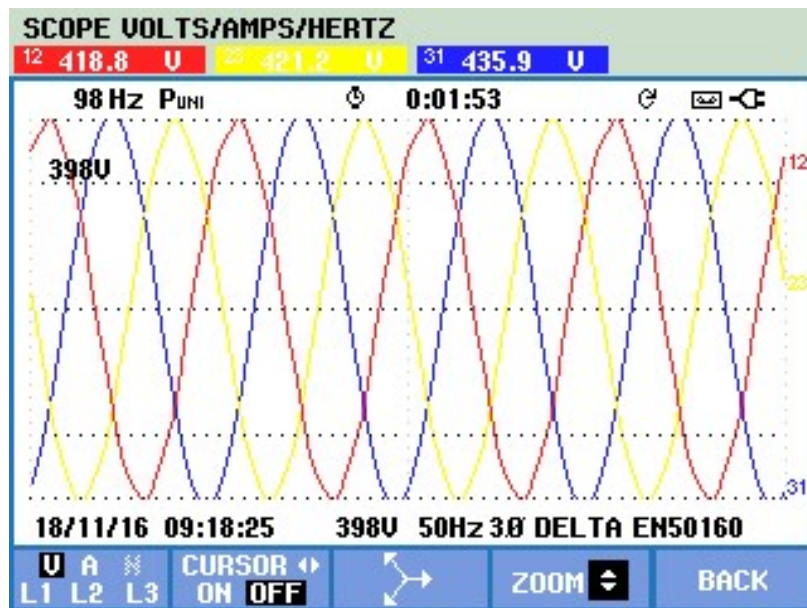 SCOPE VOLTS/AMPS/HERTZ
12 418.8 V 23 421.2 V 31 435.9 V
98 Hz PUNI 0:01:53
398V
12
23
31
18/11/16 09:18:25 398V 50Hz 3Ø DELTA EN50160
V A CURSOR ZOOM BACK
L1 L2 L3 ON OFF